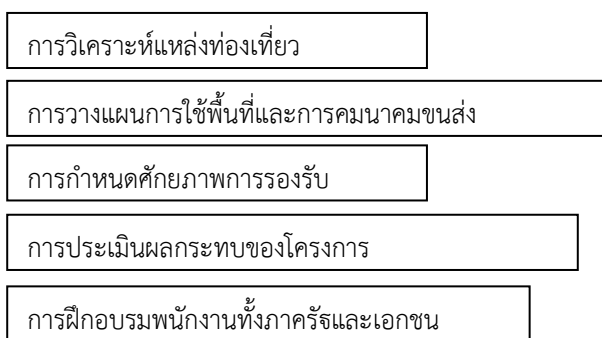 การวิเคราะห์แหล่งท่องเที่ยว
การวางแผนการใช้พื้นที่และการคมนาคมขนส่ง
การกำหนดศักยภาพการรองรับ
การประเมินผลกระทบของโครงการ
การฝึกอบรมพนักงานทั้งภาครัฐและเอกชน